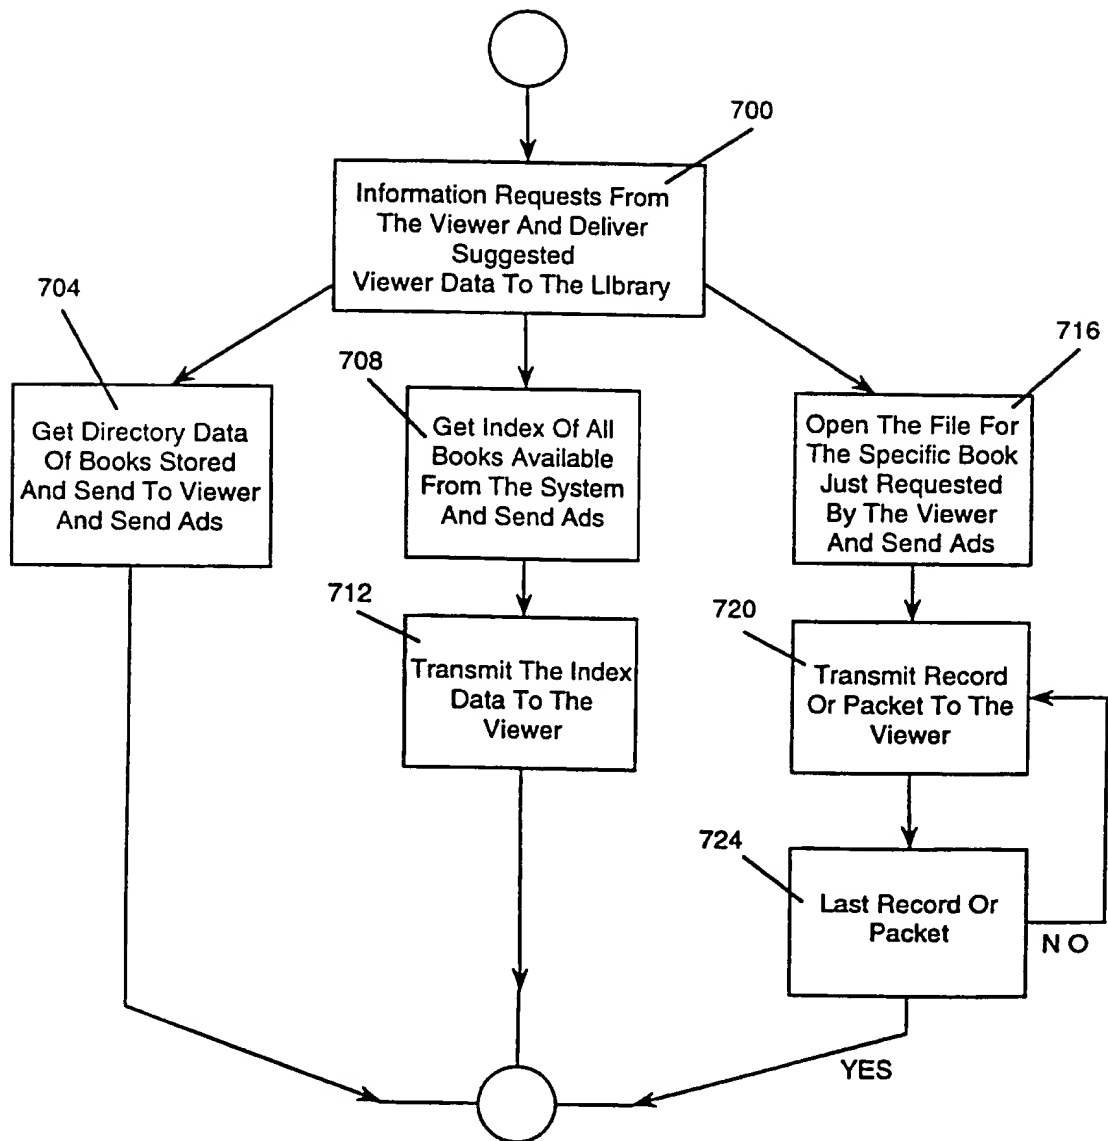 700
Information Requests From
The Viewer And Deliver
Suggested
Viewer Data To The LIbrary
704
Get Directory Data
Of Books Stored
And Send To Viewer
And Send Ads
708
Get Index Of All
Books Available
From The System
And Send Ads
716
Open The File For
The Specific Book
Just Requested
By The Viewer
And Send Ads
712
Transmit The Index
Data To The
Viewer
720
Transmit Record
Or Packet To The
Viewer
724
Last Record Or
Packet
N O
YES